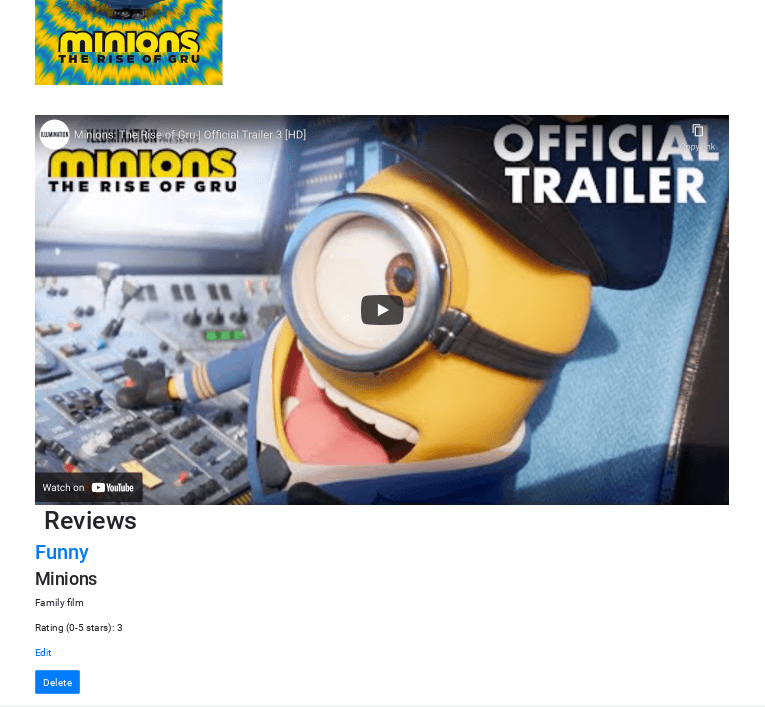 minions
THE RISE OF GRU
ILLUMINATION
Minions: The Rise of Gru | Official Trailer 3 [HD]
ILLUMINATION PRESENTS
minions
THE RISE OF GRU
OFFICIAL
TRAILER
Copy link
Watch on YouTube
Reviews
Funny
Minions
Family film
Rating (0-5 stars): 3
Edit
Delete